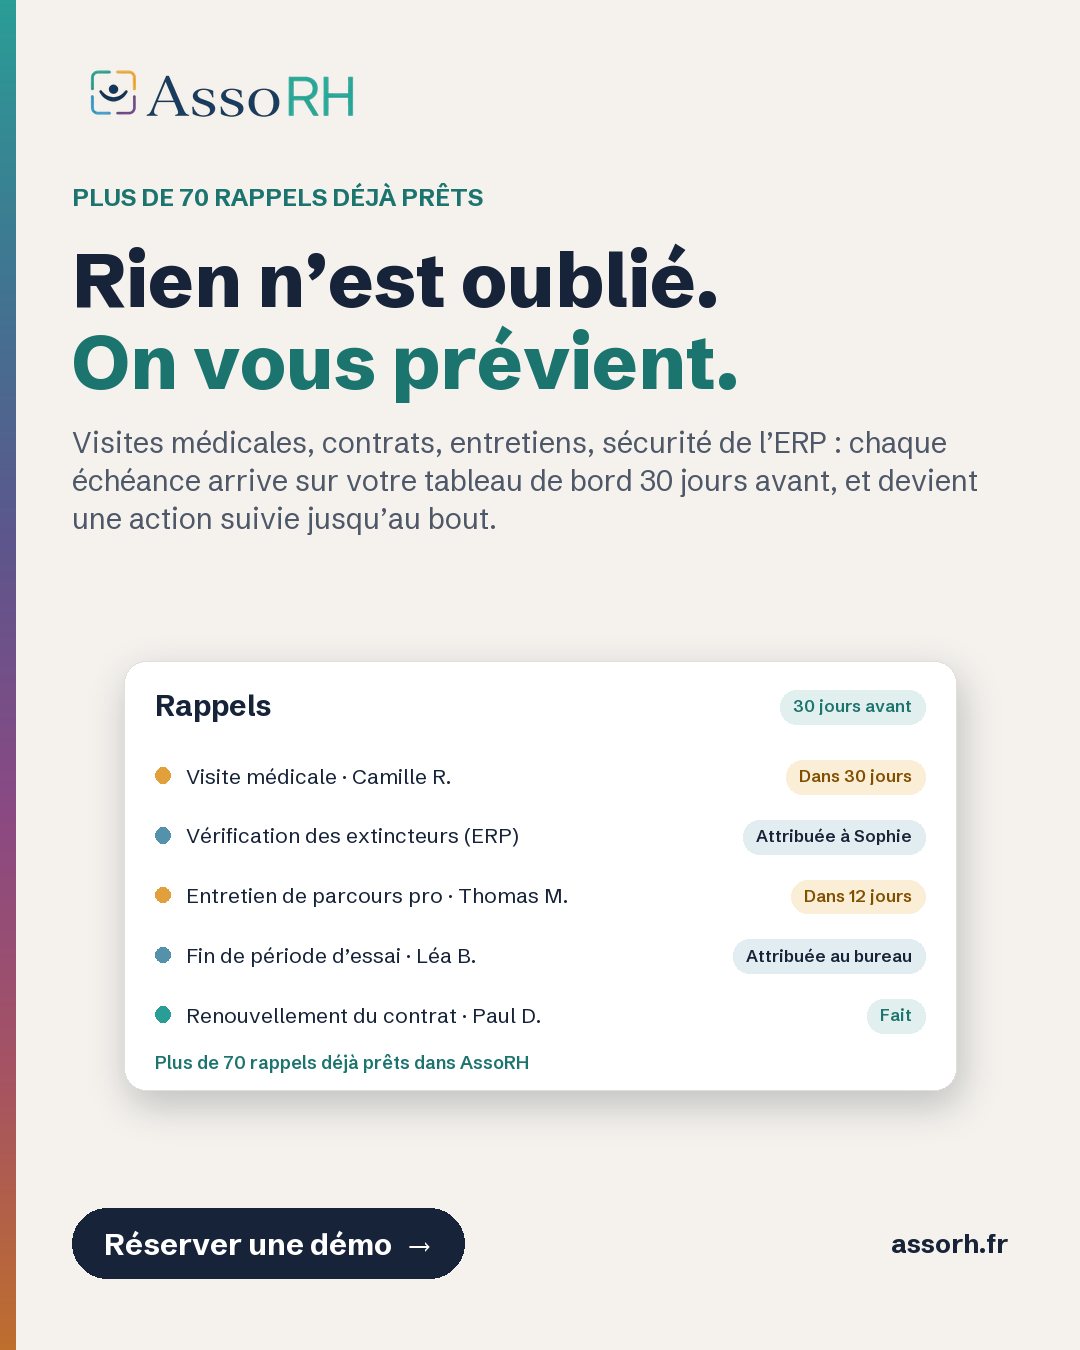 AssoRH
PLUS DE 70 RAPPELS DÉJÀ PRÊTS
Rien n’est oublié.
On vous prévient.
Visites médicales, contrats, entretiens, sécurité de l’ERP : chaque
échéance arrive sur votre tableau de bord 30 jours avant, et devient
une action suivie jusqu’au bout.
Rappels 30 jours avant
Visite médicale · Camille R. Dans 30 jours
Vérification des extincteurs (ERP) Attribuée à Sophie
Entretien de parcours pro · Thomas M. Dans 12 jours
Fin de période d’essai · Léa B. Attribuée au bureau
Renouvellement du contrat · Paul D. Fait
Plus de 70 rappels déjà prêts dans AssoRH
Réserver une démo → assorh.fr